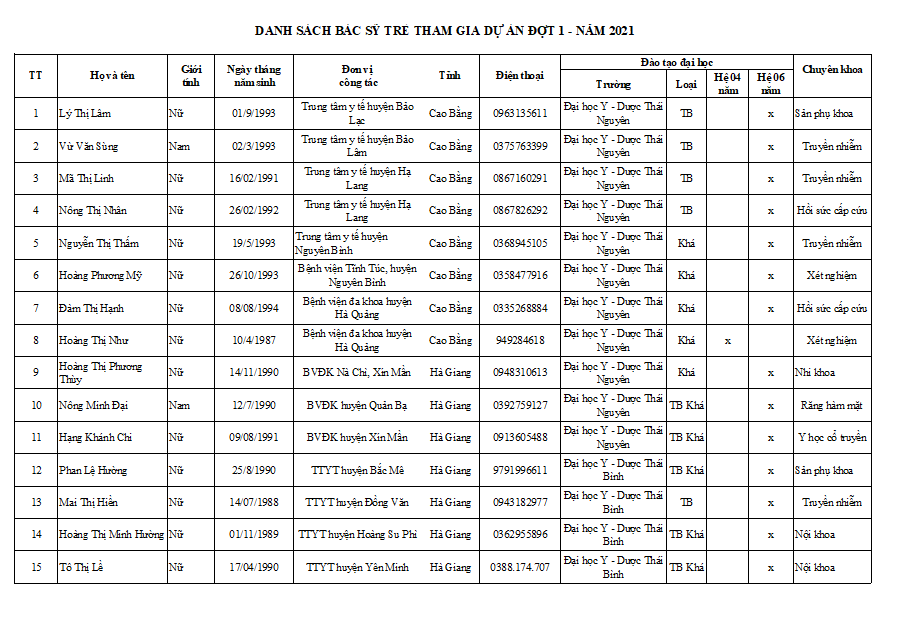 DANH SÁCH BÁC SỸ TRẺ THAM GIA DỰ ÁN ĐỢT 1 - NĂM 2021
TT Họ và tên Giới tính Ngày tháng năm sinh Đơn vị công tác Tỉnh Điện thoại Đào tạo đại học Chuyên khoa
Trường Loại Hệ 04 năm Hệ 06 năm
1 Lý Thị Lâm Nữ 01/9/1993 Trung tâm y tế huyện Bảo Lạc Cao Bằng 0963135611 Đại học Y - Dược Thái Nguyên TB x Sản phụ khoa
2 Vừ Văn Sùng Nam 02/3/1993 Trung tâm y tế huyện Bảo Lâm Cao Bằng 0375763399 Đại học Y - Dược Thái Nguyên TB x Truyền nhiễm
3 Mã Thị Linh Nữ 16/02/1991 Trung tâm y tế huyện Hạ Lang Cao Bằng 0867160291 Đại học Y - Dược Thái Nguyên TB x Truyền nhiễm
4 Nông Thị Nhân Nữ 26/02/1992 Trung tâm y tế huyện Hạ Lang Cao Bằng 0867826292 Đại học Y - Dược Thái Nguyên TB x Hồi sức cấp cứu
5 Nguyễn Thị Thấm Nữ 19/5/1993 Trung tâm y tế huyện Nguyên Bình Cao Bằng 0368945105 Đại học Y - Dược Thái Nguyên Khá x Truyền nhiễm
6 Hoàng Phương Mỹ Nữ 26/10/1993 Bệnh viện Tĩnh Túc, huyện Nguyên Bình Cao Bằng 0358477916 Đại học Y - Dược Thái Nguyên Khá x Xét nghiệm
7 Đàm Thị Hạnh Nữ 08/08/1994 Bệnh viện đa khoa huyện Hà Quảng Cao Bằng 0335268884 Đại học Y - Dược Thái Nguyên Khá x Hồi sức cấp cứu
8 Hoàng Thị Như Nữ 10/4/1987 Bệnh viện đa khoa huyện Hà Quảng Cao Bằng 949284618 Đại học Y - Dược Thái Nguyên Khá x Xét nghiệm
9 Hoàng Thị Phương Thùy Nữ 14/11/1990 BVĐK Nà Chì, Xín Mần Hà Giang 0948310613 Đại học Y - Dược Thái Nguyên Khá x Nhi khoa
10 Nông Minh Đại Nam 12/7/1990 BVĐK huyện Quản Bạ Hà Giang 0392759127 Đại học Y - Dược Thái Nguyên TB Khá x Răng hàm mặt
11 Hạng Khánh Chi Nữ 09/08/1991 BVĐK huyện Xín Mần Hà Giang 0913605488 Đại học Y - Dược Thái Nguyên TB Khá x Y học cổ truyền
12 Phan Lệ Hường Nữ 25/8/1990 TTYT huyện Bắc Mê Hà Giang 9791996611 Đại học Y - Dược Thái Bình TB Khá x Sản phụ khoa
13 Mai Thị Hiền Nữ 14/07/1988 TTYT huyện Đồng Văn Hà Giang 0943182977 Đại học Y - Dược Thái Bình TB x Truyền nhiễm
14 Hoàng Thị Minh Hường Nữ 01/11/1989 TTYT huyện Hoàng Su Phì Hà Giang 0362955896 Đại học Y - Dược Thái Bình TB Khá x Nội khoa
15 Tô Thị Lề Nữ 17/04/1990 TTYT huyện Yên Minh Hà Giang 0388.174.707 Đại học Y - Dược Thái Bình TB Khá x Nội khoa